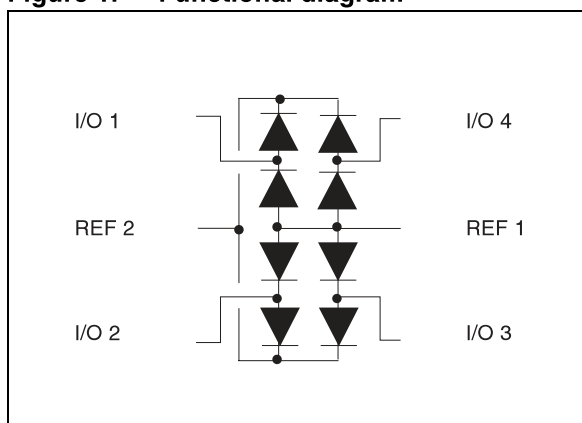 Figure 1. Functional diagram
I/O 1
I/O 4
REF 2
REF 1
I/O 2
I/O 3